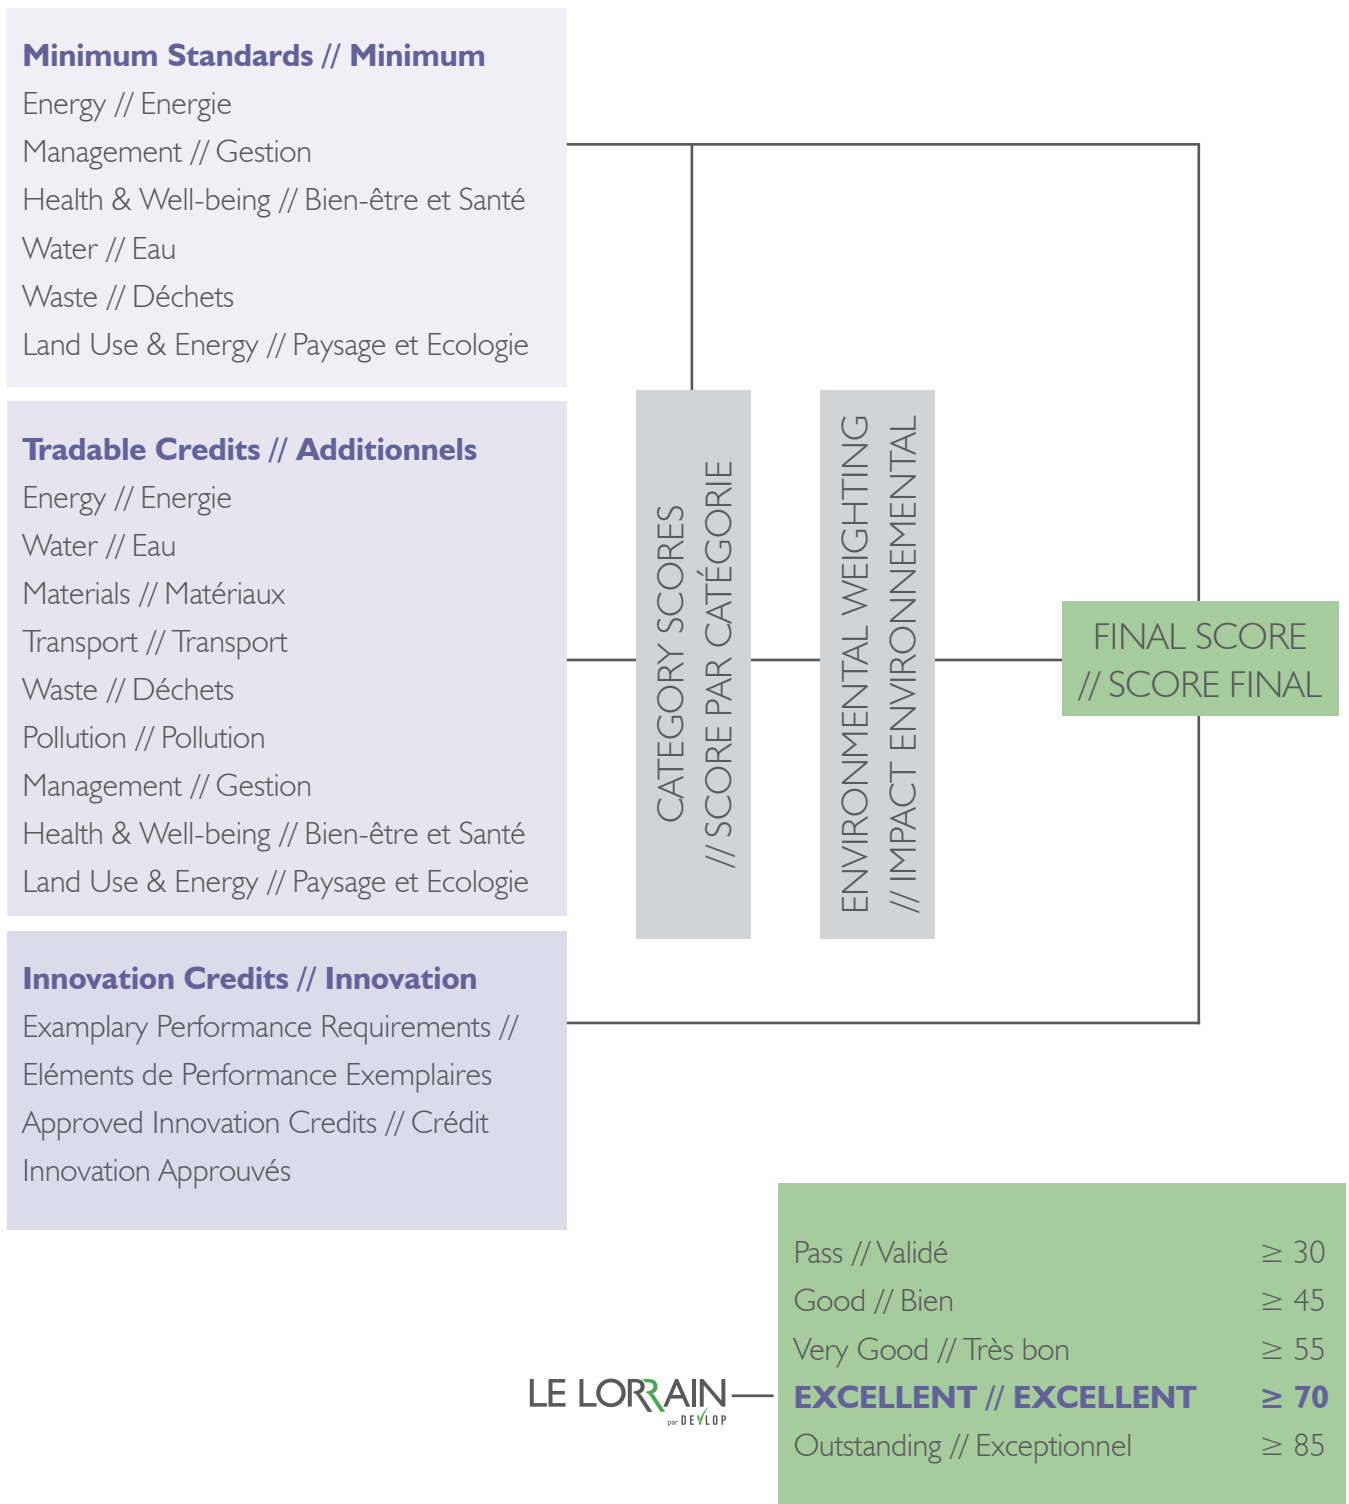 Minimum Standards // Minimum
Energy // Energie
Management // Gestion
Health & Well-being // Bien-être et Santé
Water // Eau
Waste // Déchets
Land Use & Energy // Paysage et Ecologie
Tradable Credits // Additionnels
Energy // Energie
Water // Eau
Materials // Matériaux
Transport // Transport
Waste // Déchets
Pollution // Pollution
Management // Gestion
Health & Well-being // Bien-être et Santé
Land Use & Energy // Paysage et Ecologie
Innovation Credits // Innovation
Examplary Performance Requirements //
Eléments de Performance Exemplaires
Approved Innovation Credits // Crédit
Innovation Approuvés
CATEGORY SCORES
// SCORE PAR CATÉGORIE
ENVIRONMENTAL WEIGHTING
// IMPACT ENVIRONNEMENTAL
FINAL SCORE
// SCORE FINAL
LE LORRAIN
par DEVLOP
Pass // Validé ≥ 30
Good // Bien ≥ 45
Very Good // Très bon ≥ 55
EXCELLENT // EXCELLENT ≥ 70
Outstanding // Exceptionnel ≥ 85